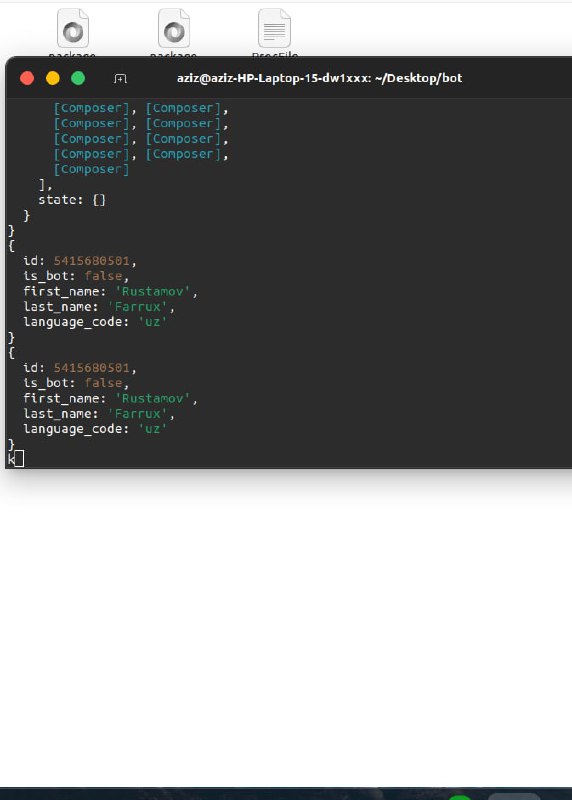 package
package
ProcFile
aziz@aziz-HP-Laptop-15-dw1xxx: ~/Desktop/bot
[Composer], [Composer],
[Composer], [Composer],
[Composer], [Composer],
[Composer], [Composer],
[Composer]
],
state: {}
}
}
{
id: 5415680501,
is_bot: false,
first_name: 'Rustamov',
last_name: 'Farrux',
language_code: 'uz'
}
{
id: 5415680501,
is_bot: false,
first_name: 'Rustamov',
last_name: 'Farrux',
language_code: 'uz'
}
k